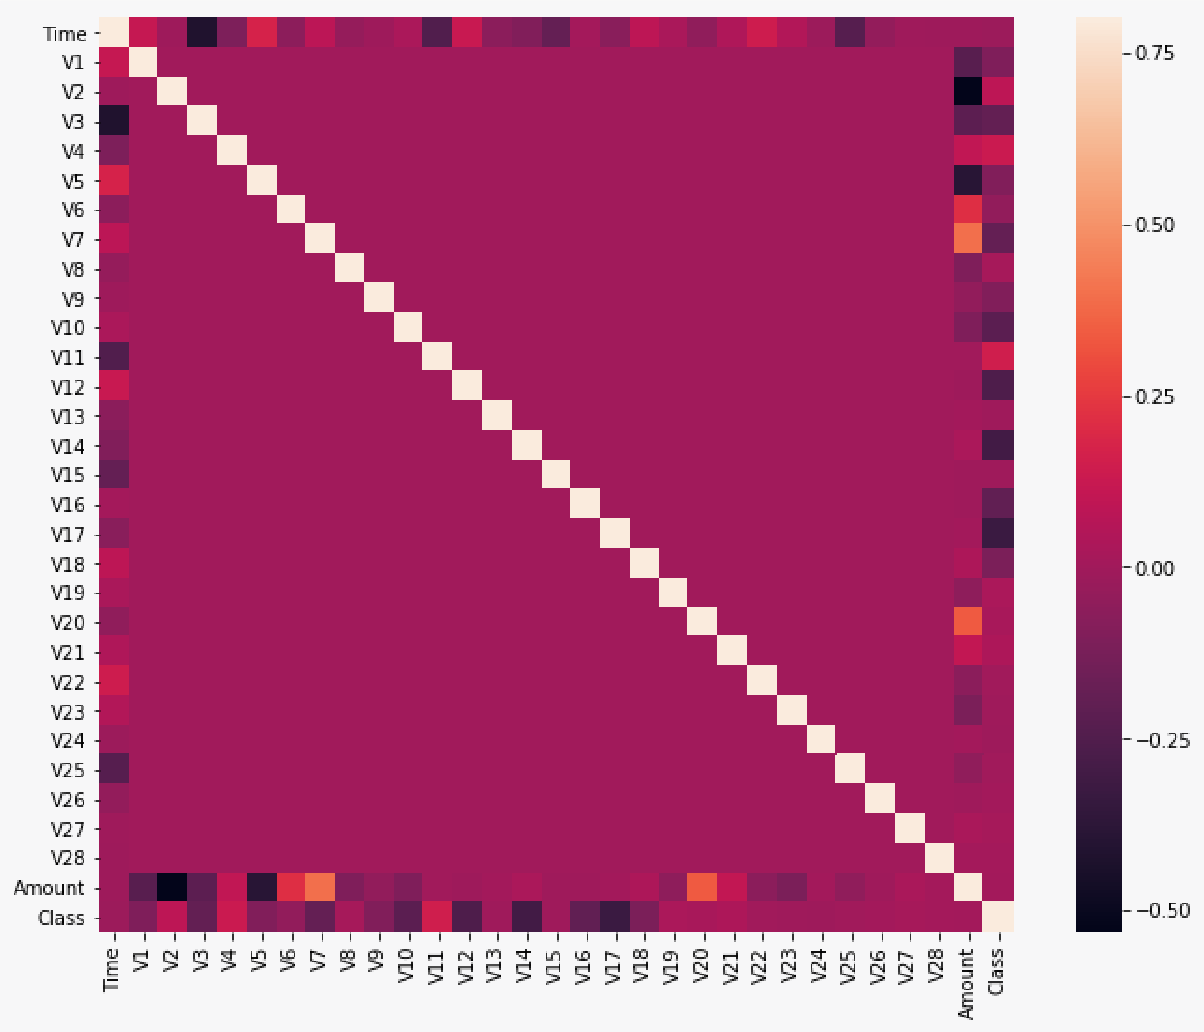 Time
V1
V2
V3
V4
V5
V6
V7
V8
V9
V10
V11
V12
V13
V14
V15
V16
V17
V18
V19
V20
V21
V22
V23
V24
V25
V26
V27
V28
Amount
Class
Time
V1
V2
V3
V4
V5
V6
V7
V8
V9
V10
V11
V12
V13
V14
V15
V16
V17
V18
V19
V20
V21
V22
V23
V24
V25
V26
V27
V28
Amount
Class
0.75
0.50
0.25
0.00
−0.25
−0.50